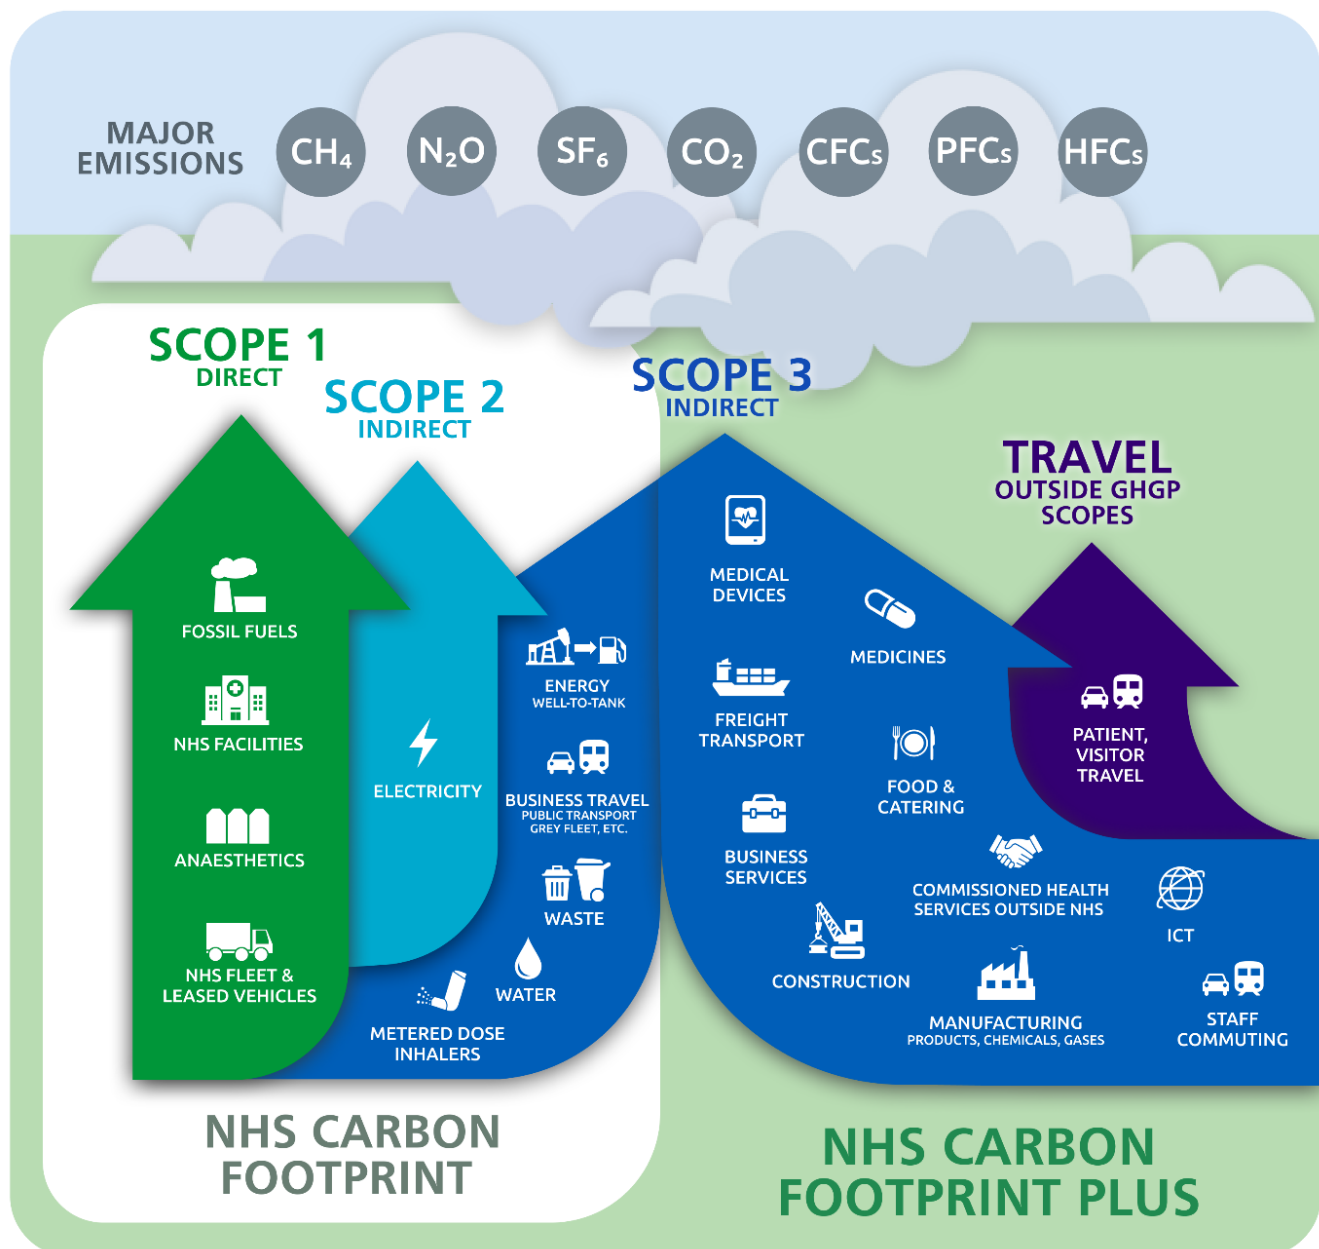 MAJOR
EMISSIONS
CH₄
N₂O
SF₆
CO₂
CFCs
PFCs
HFCs
SCOPE 1
DIRECT
FOSSIL FUELS
NHS FACILITIES
ANAESTHETICS
NHS FLEET &
LEASED VEHICLES
SCOPE 2
INDIRECT
ELECTRICITY
SCOPE 3
INDIRECT
ENERGY
WELL-TO-TANK
BUSINESS TRAVEL
PUBLIC TRANSPORT
GREY FLEET, ETC.
WASTE
WATER
METERED DOSE
INHALERS
MEDICAL
DEVICES
MEDICINES
FREIGHT
TRANSPORT
FOOD &
CATERING
BUSINESS
SERVICES
COMMISSIONED HEALTH
SERVICES OUTSIDE NHS
ICT
CONSTRUCTION
MANUFACTURING
PRODUCTS, CHEMICALS, GASES
STAFF
COMMUTING
TRAVEL
OUTSIDE GHGP
SCOPES
PATIENT,
VISITOR
TRAVEL
NHS CARBON
FOOTPRINT
NHS CARBON
FOOTPRINT PLUS